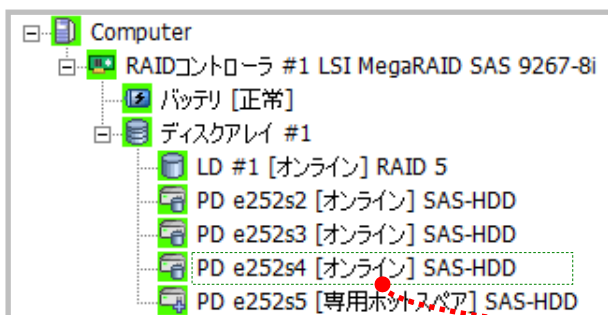 Computer
RAIDコントローラ #1 LSI MegaRAID SAS 9267-8i
バッテリ [正常]
ディスクアレイ #1
LD #1 [オンライン] RAID 5
PD e252s2 [オンライン] SAS-HDD
PD e252s3 [オンライン] SAS-HDD
PD e252s4 [オンライン] SAS-HDD
PD e252s5 [専用ホットスペア] SAS-HDD